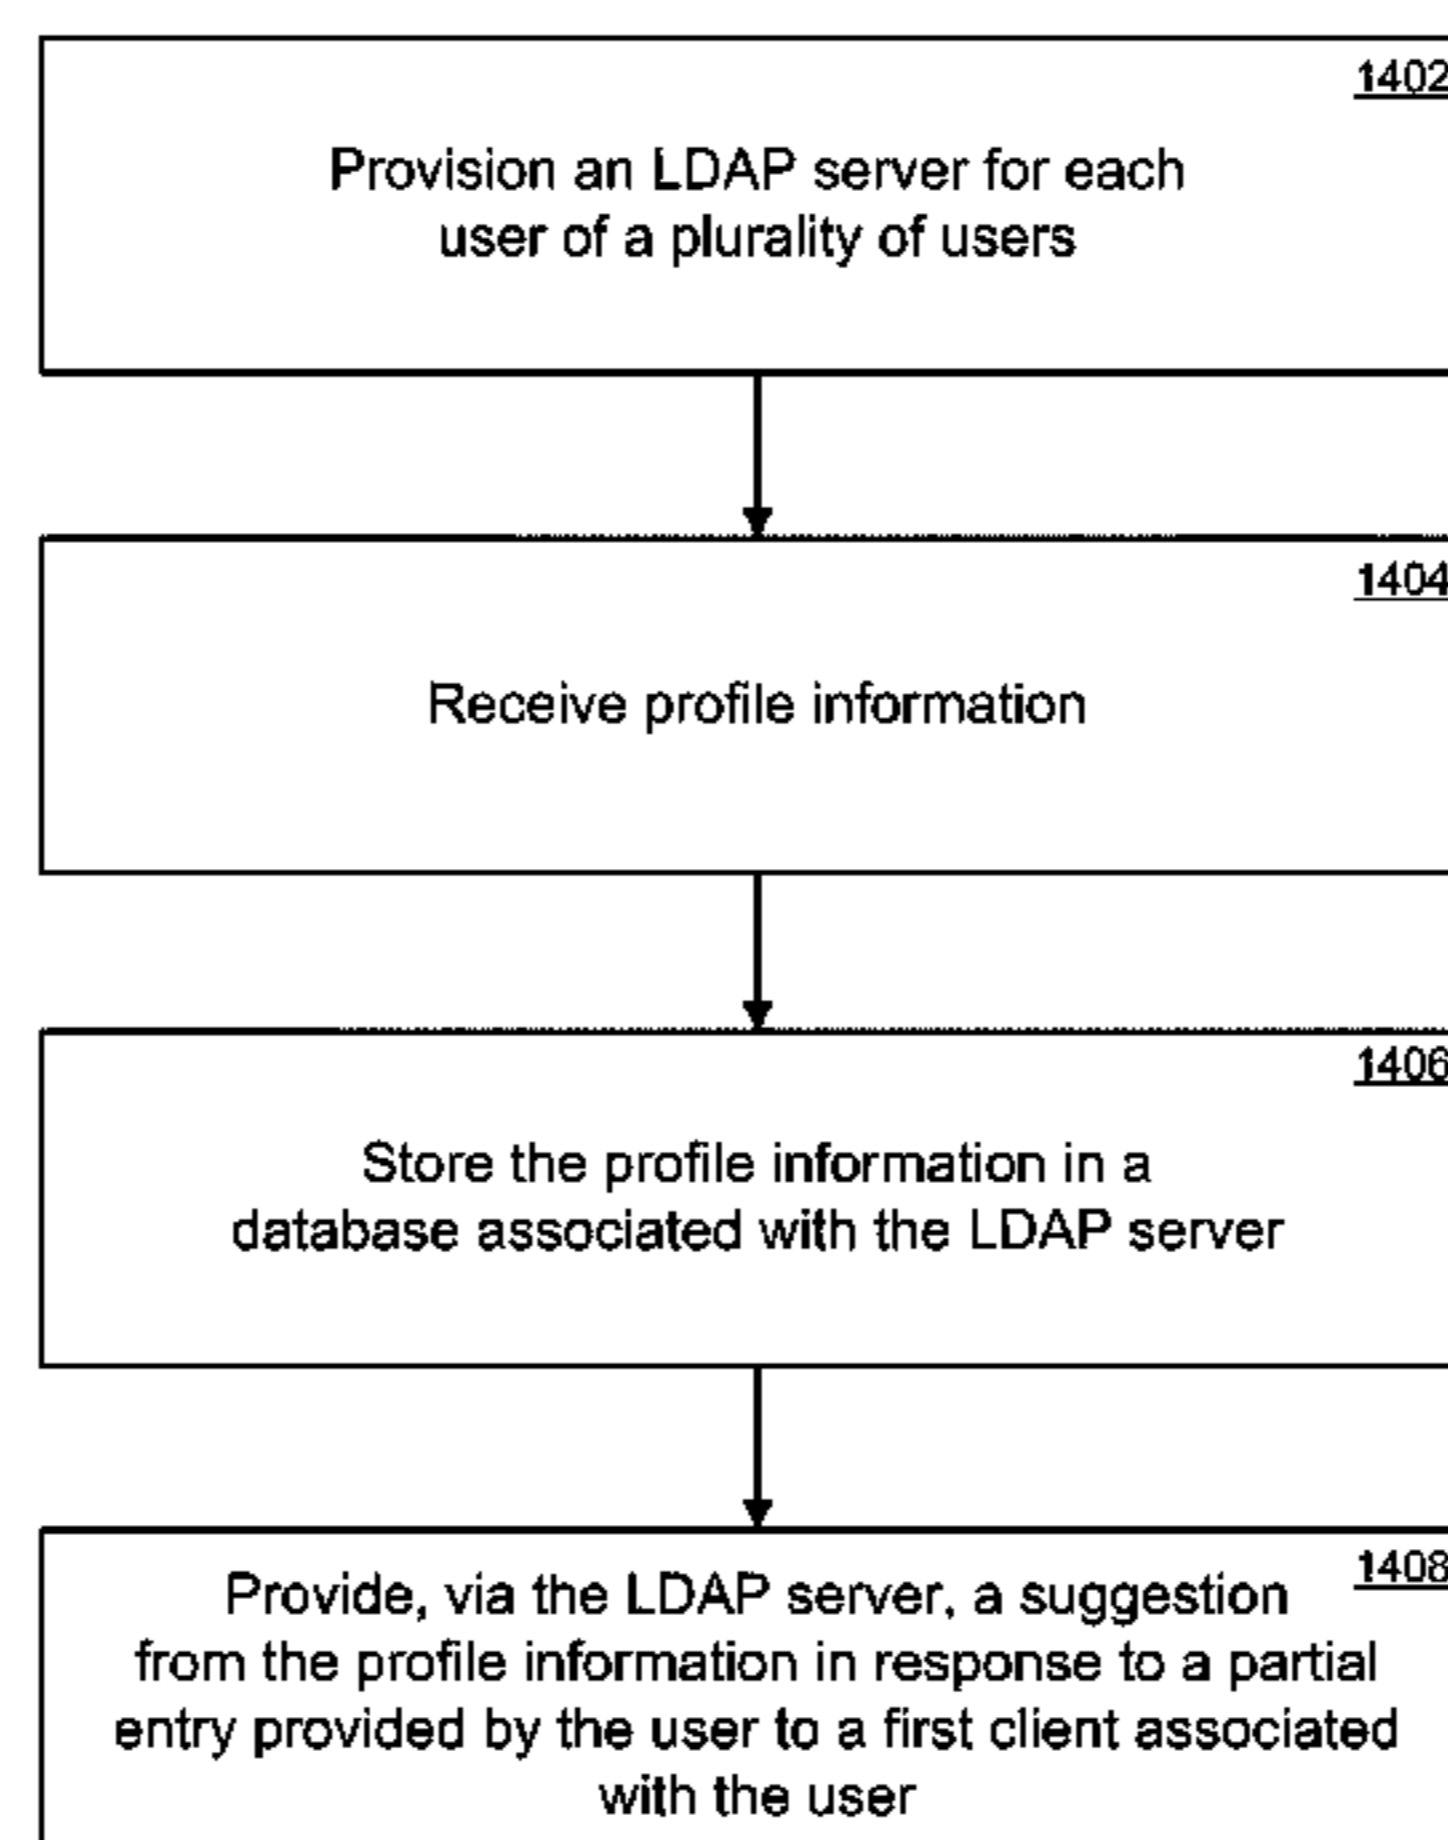 1402
Provision an LDAP server for each
user of a plurality of users
1404
Receive profile information
1406
Store the profile information in a
database associated with the LDAP server
1408
Provide, via the LDAP server, a suggestion
from the profile information in response to a partial
entry provided by the user to a first client associated
with the user